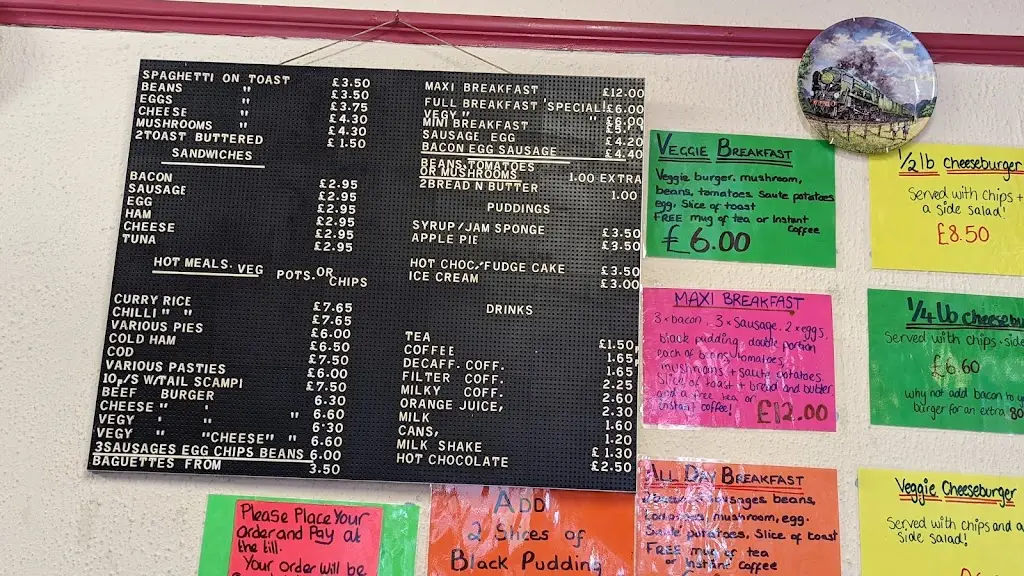 SPAGHETTI ON TOAST £3.50
BEANS " £3.50
EGGS " £3.75
CHEESE " £4.30
MUSHROOMS " £4.30
2TOAST BUTTERED £1.50
SANDWICHES
BACON £2.95
SAUSAGE £2.95
EGG £2.95
HAM £2.95
CHEESE £2.95
TUNA £2.95
HOT MEALS. VEG POTS. OR CHIPS
CURRY RICE £7.65
CHILLI " " £7.65
VARIOUS PIES £6.00
COLD HAM £6.50
COD £7.50
VARIOUS PASTIES £6.00
10P/S W/TAIL SCAMPI £7.50
BEEF BURGER 6.30
CHEESE " " " 6.60
VEGY " " 6.30
VEGY " "CHEESE" " 6.60
3SAUSAGES EGG CHIPS BEANS 6.00
BAGUETTES FROM 3.50
MAXI BREAKFAST £12.00
FULL BREAKFAST 'SPECIAL! £6.00
VEGY " " £6.00
MINI BREAKFAST
SAUSAGE EGG £4.20
BACON EGG SAUSAGE £4.40
BEANS.TOMATOES
OR MUSHROOMS 1.00 EXTRA
2BREAD N BUTTER 1.00
PUDDINGS
SYRUP/JAM SPONGE £3.50
APPLE PIE £3.50
HOT CHOC."FUDGE CAKE £3.50
ICE CREAM £3.00
DRINKS
TEA £1.50
COFFEE 1.65
DECAFF. COFF. 1.65
FILTER COFF. 2.25
MILKY COFF. 2.60
ORANGE JUICE, 2.30
MILK 1.60
CANS, 1.20
MILK SHAKE £1.30
HOT CHOCOLATE £2.50
Veggie Breakfast
Veggie burger, mushroom,
beans, tomatoes, Saute potatoes
egg, Slice of toast
FREE mug of tea or Instant
Coffee
£6.00
MAXI BREAKFAST
3 x bacon, 3 x Sausage, 2 x eggs,
black pudding, double portion
each of beans, tomatoes,
mushrooms + saute potatoes
Slice of toast + bread and butter
and a free tea or
instant coffee!
£12.00
All Day Breakfast
2 bacon, 2 Sausages, beans,
tomatoes, mushroom, egg.
Saute potatoes, Slice of toast
FREE mug of tea
or Instant coffee
1/2 lb Cheeseburger
Served with chips +
a side salad!
£8.50
1/4 lb cheesebu
Served with chips + side
£6.60
why not add bacon to y
burger for an extra 80
Veggie Cheeseburger
Served with chips and a
side salad!
Please Place Your
Order and Pay at
the till.
Your order will be
Add
2 Slices of
Black Pudding